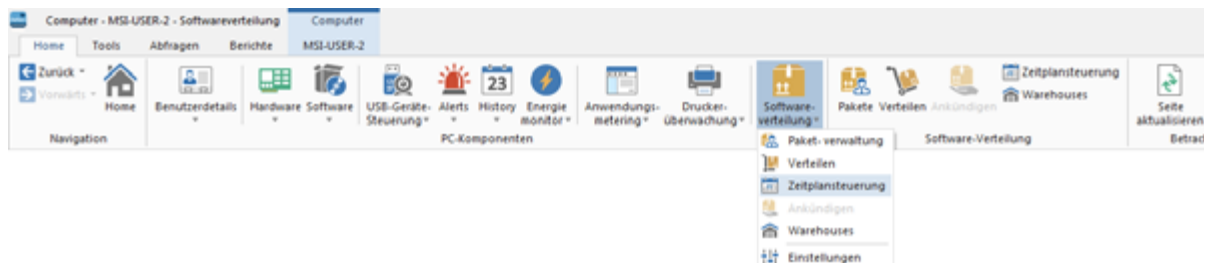 Computer - MSI-USER-2 - Softwareverteilung Computer
Home Tools Abfragen Berichte MSI-USER-2
Zurück
Vorwärts
Home
Benutzerdetails
Hardware
Software
USB-Geräte-
Steuerung
Alerts
23
History
Energie
monitor
Anwendungs-
metering
Drucker-
überwachung
Software-
verteilung
Pakete
Verteilen
Ankündigen
Zeitplansteuerung
Warehouses
Seite
aktualisieren
Navigation
PC-Komponenten
Software-Verteilung
Betrac
Paket- verwaltung
Verteilen
Zeitplansteuerung
Ankündigen
Warehouses
Einstellungen